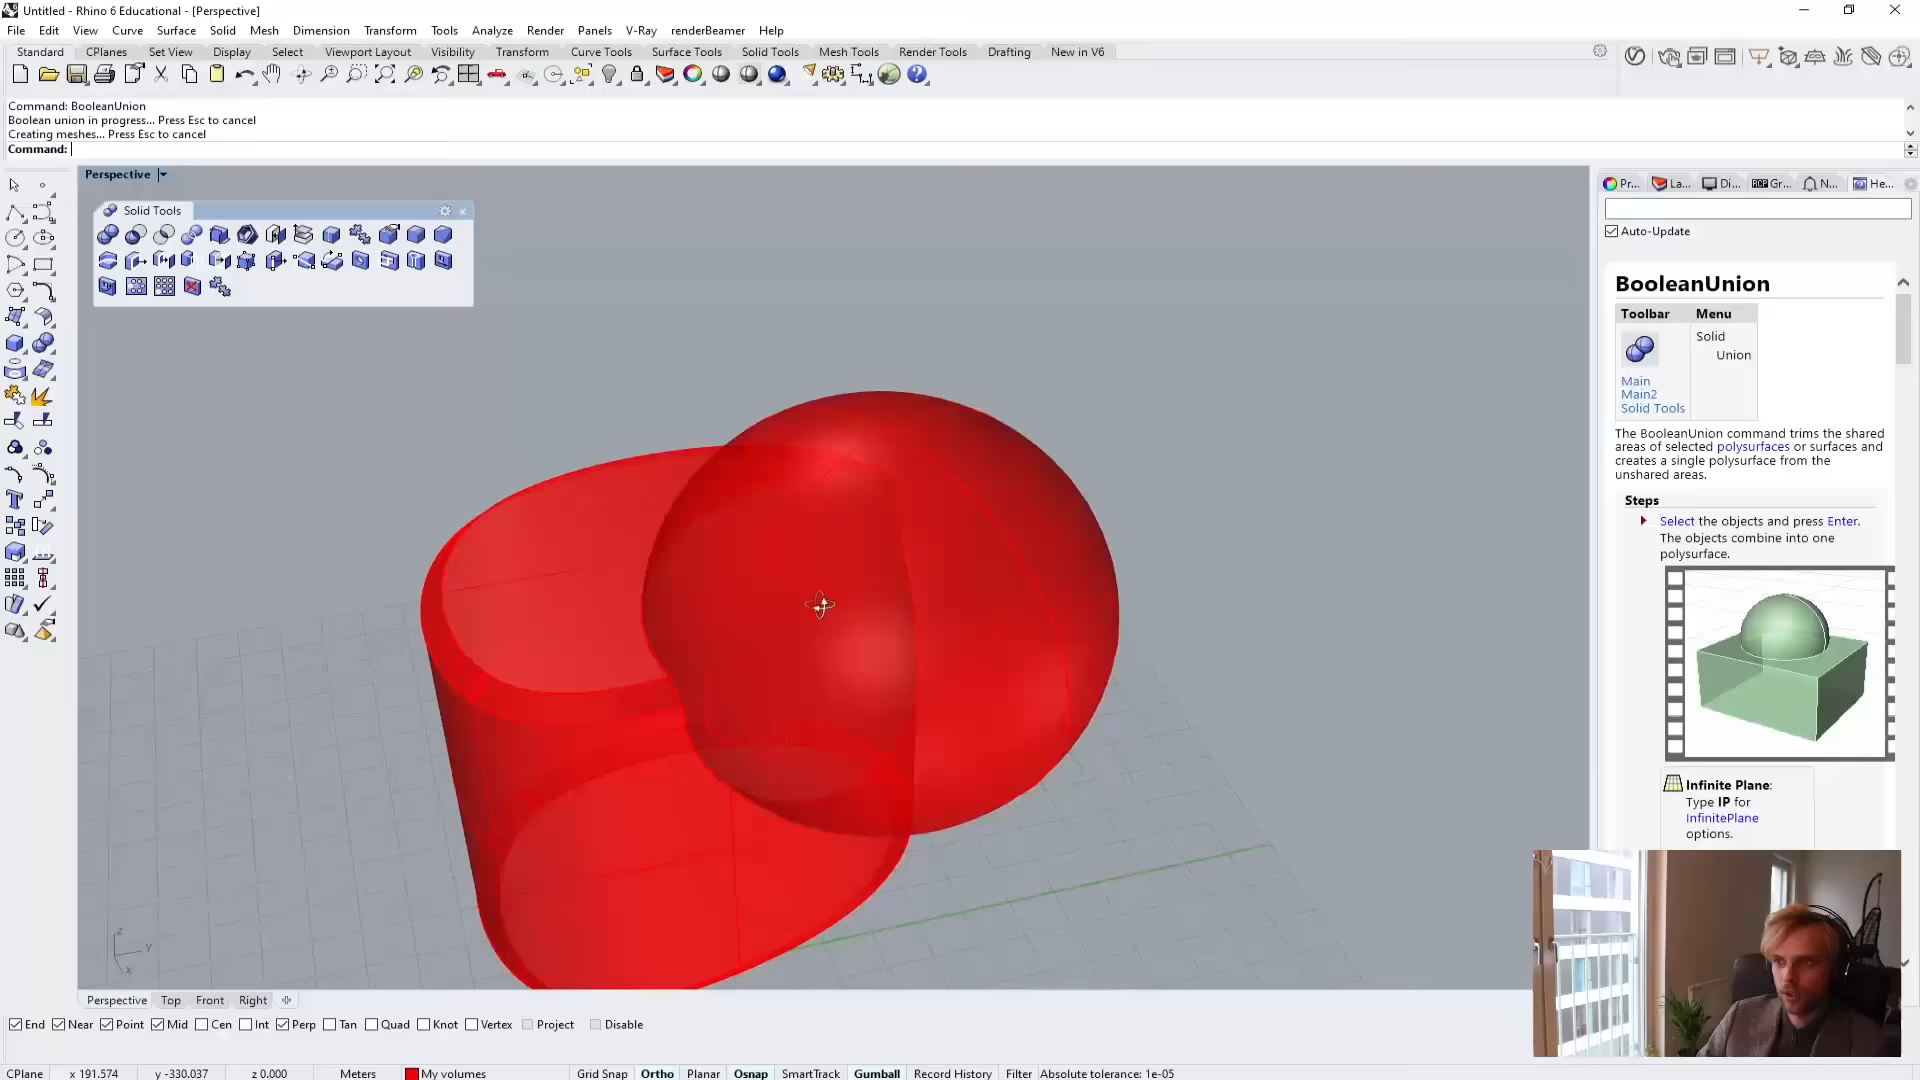 Untitled - Rhino 6 Educational - [Perspective]
File Edit View Curve Surface Solid Mesh Dimension Transform Tools Analyze Render Panels V-Ray renderBeamer Help
Standard CPlanes Set View Display Select Viewport Layout Visibility Transform Curve Tools Surface Tools Solid Tools Mesh Tools Render Tools Drafting New in V6
Command: BooleanUnion
Boolean union in progress... Press Esc to cancel
Creating meshes... Press Esc to cancel
Command:
Perspective
Solid Tools
Pr... La... Di... Gr... N... He...
Auto-Update
BooleanUnion
Toolbar Menu
Solid
Union
Main
Main2
Solid Tools
The BooleanUnion command trims the shared
areas of selected polysurfaces or surfaces and
creates a single polysurface from the
unshared areas.
Steps
Select the objects and press Enter.
The objects combine into one
polysurface.
Infinite Plane:
Type IP for
InfinitePlane
options.
z
y
x
Perspective Top Front Right
End Near Point Mid Cen Int Perp Tan Quad Knot Vertex Project Disable
CPlane x 191.574 y -330.037 z 0.000 Meters My volumes Grid Snap Ortho Planar Osnap SmartTrack Gumball Record History Filter Absolute tolerance: 1e-05